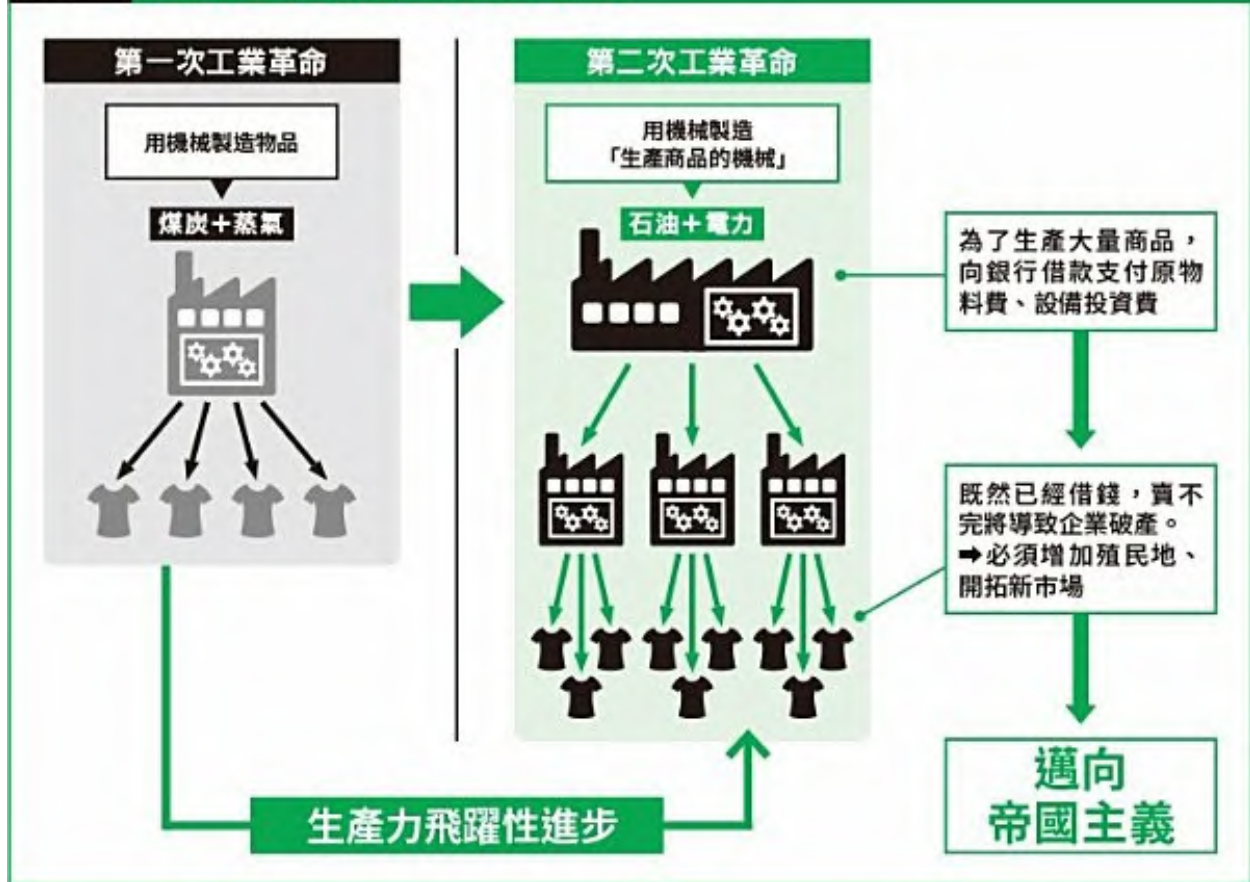 第一次工業革命
用機械製造物品
煤炭＋蒸氣
第二次工業革命
用機械製造
「生產商品的機械」
石油＋電力
為了生產大量商品，
向銀行借款支付原物
料費、設備投資費
既然已經借錢，賣不
完將導致企業破產。
➡必須增加殖民地、
開拓新市場
邁向
帝國主義
生產力飛躍性進步